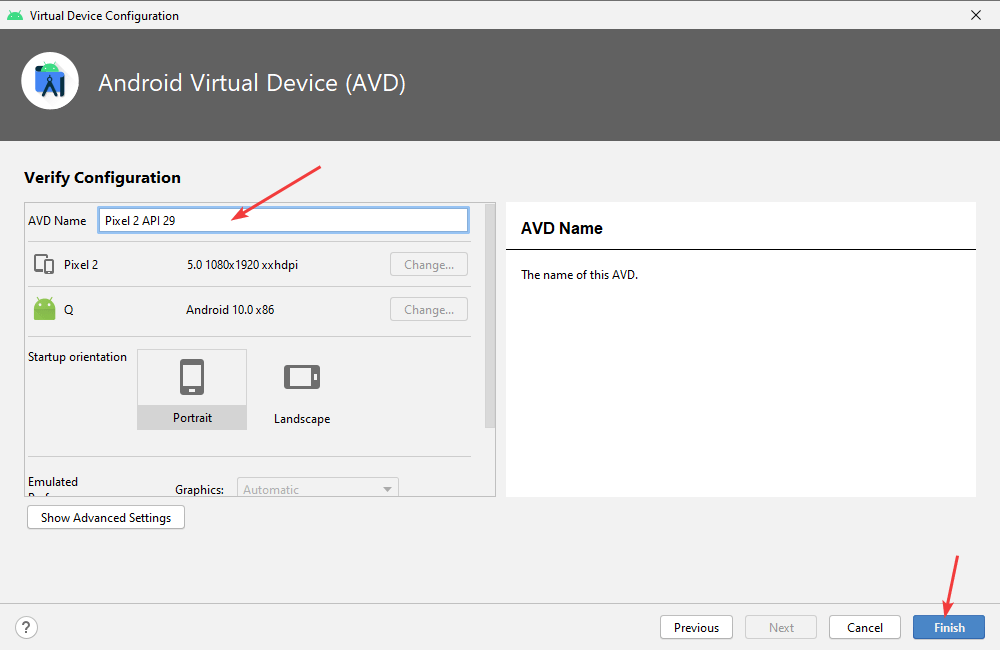 Virtual Device Configuration
Android Virtual Device (AVD)
Verify Configuration
AVD Name Pixel 2 API 29
Pixel 2 5.0 1080x1920 xxhdpi Change...
Q Android 10.0 x86 Change...
Startup orientation
Portrait
Landscape
Emulated
Graphics: Automatic
Show Advanced Settings
AVD Name
The name of this AVD.
?
Previous Next Cancel Finish